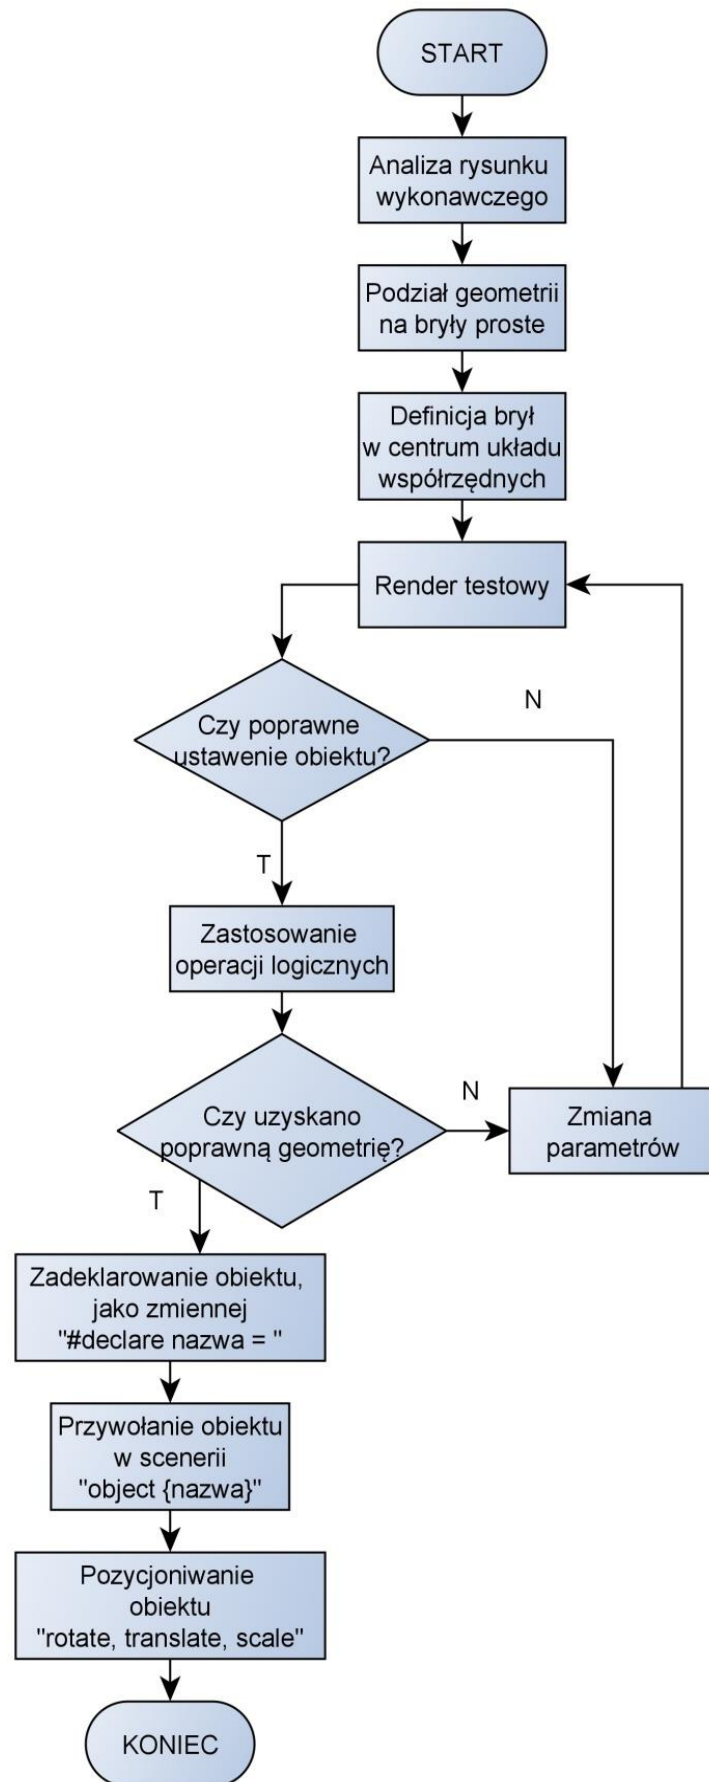 START
Analiza rysunku
wykonawczego
Podział geometrii
na bryły proste
Definicja brył
w centrum układu
współrzędnych
Render testowy
Czy poprawne
ustawenie obiektu?
N
T
Zastosowanie
operacji logicznych
Czy uzyskano
poprawną geometrię?
N
Zmiana
parametrów
T
Zadeklarowanie obiektu,
jako zmiennej
"#declare nazwa = "
Przywołanie obiektu
w scenerii
"object {nazwa}"
Pozycjoniwanie
obiektu
"rotate, translate, scale"
KONIEC